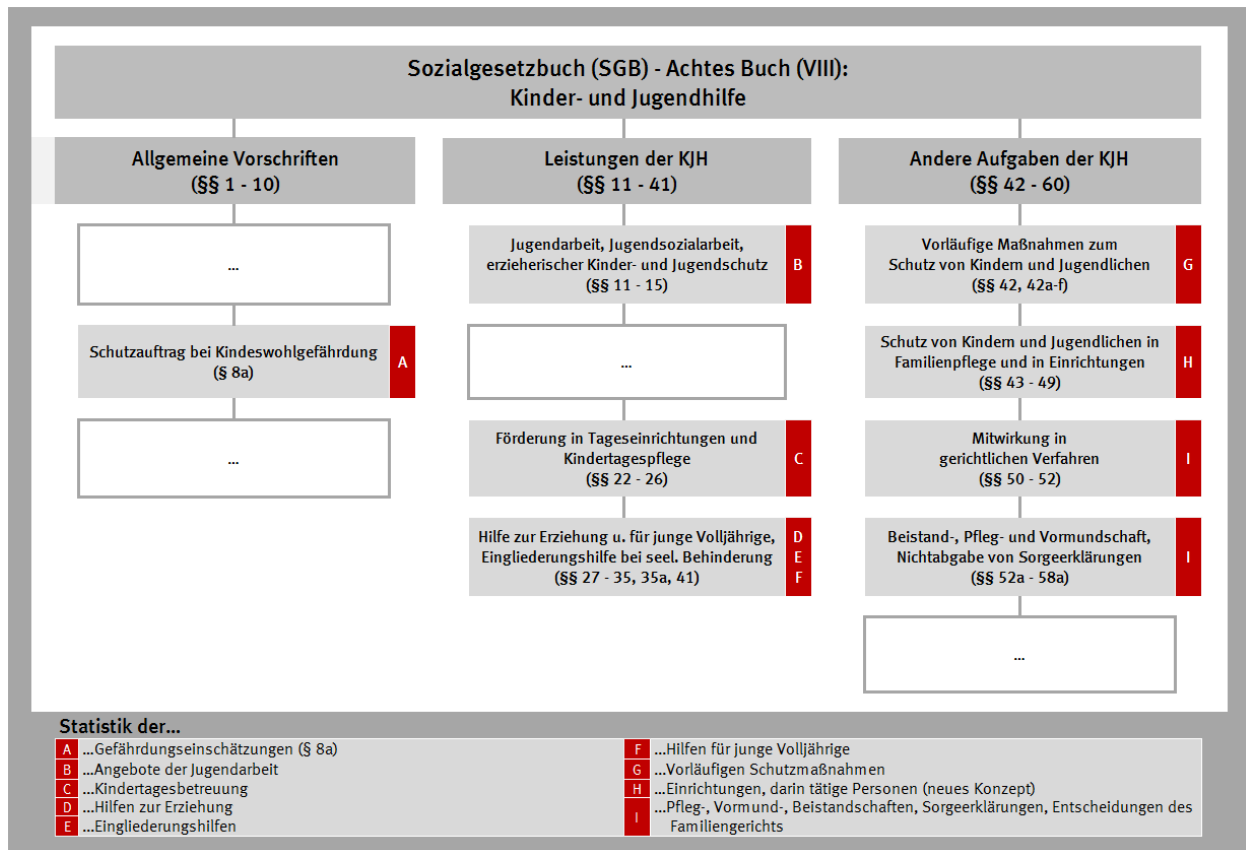 Sozialgesetzbuch (SGB) - Achtes Buch (VIII):
Kinder- und Jugendhilfe
Allgemeine Vorschriften
(§§ 1 - 10)
...
Schutzauftrag bei Kindeswohlgefährdung
(§ 8a)
A
...
Leistungen der KJH
(§§ 11 - 41)
Jugendarbeit, Jugendsozialarbeit,
erzieherischer Kinder- und Jugendschutz
(§§ 11 - 15)
B
...
Förderung in Tageseinrichtungen und
Kindertagespflege
(§§ 22 - 26)
C
Hilfe zur Erziehung u. für junge Volljährige,
Eingliederungshilfe bei seel. Behinderung
(§§ 27 - 35, 35a, 41)
D
E
F
Andere Aufgaben der KJH
(§§ 42 - 60)
Vorläufige Maßnahmen zum
Schutz von Kindern und Jugendlichen
(§§ 42, 42a-f)
G
Schutz von Kindern und Jugendlichen in
Familienpflege und in Einrichtungen
(§§ 43 - 49)
H
Mitwirkung in
gerichtlichen Verfahren
(§§ 50 - 52)
I
Beistand-, Pfleg- und Vormundschaft,
Nichtabgabe von Sorgeerklärungen
(§§ 52a - 58a)
I
...
Statistik der...
A ...Gefährdungseinschätzungen (§ 8a)
B ...Angebote der Jugendarbeit
C ...Kindertagesbetreuung
D ...Hilfen zur Erziehung
E ...Eingliederungshilfen
F ...Hilfen für junge Volljährige
G ...Vorläufigen Schutzmaßnahmen
H ...Einrichtungen, darin tätige Personen (neues Konzept)
I ...Pfleg-, Vormund-, Beistandschaften, Sorgeerklärungen, Entscheidungen des
Familiengerichts